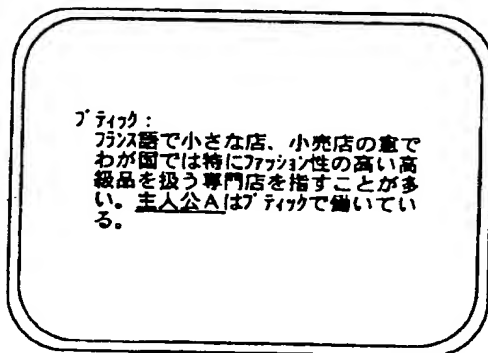 ブティック：
フランス語で小さな店、小売店の意で
わが国では特にファッション性の高い高
級品を扱う専門店を指すことが多
い。主人公Aはブティックで働いてい
る。